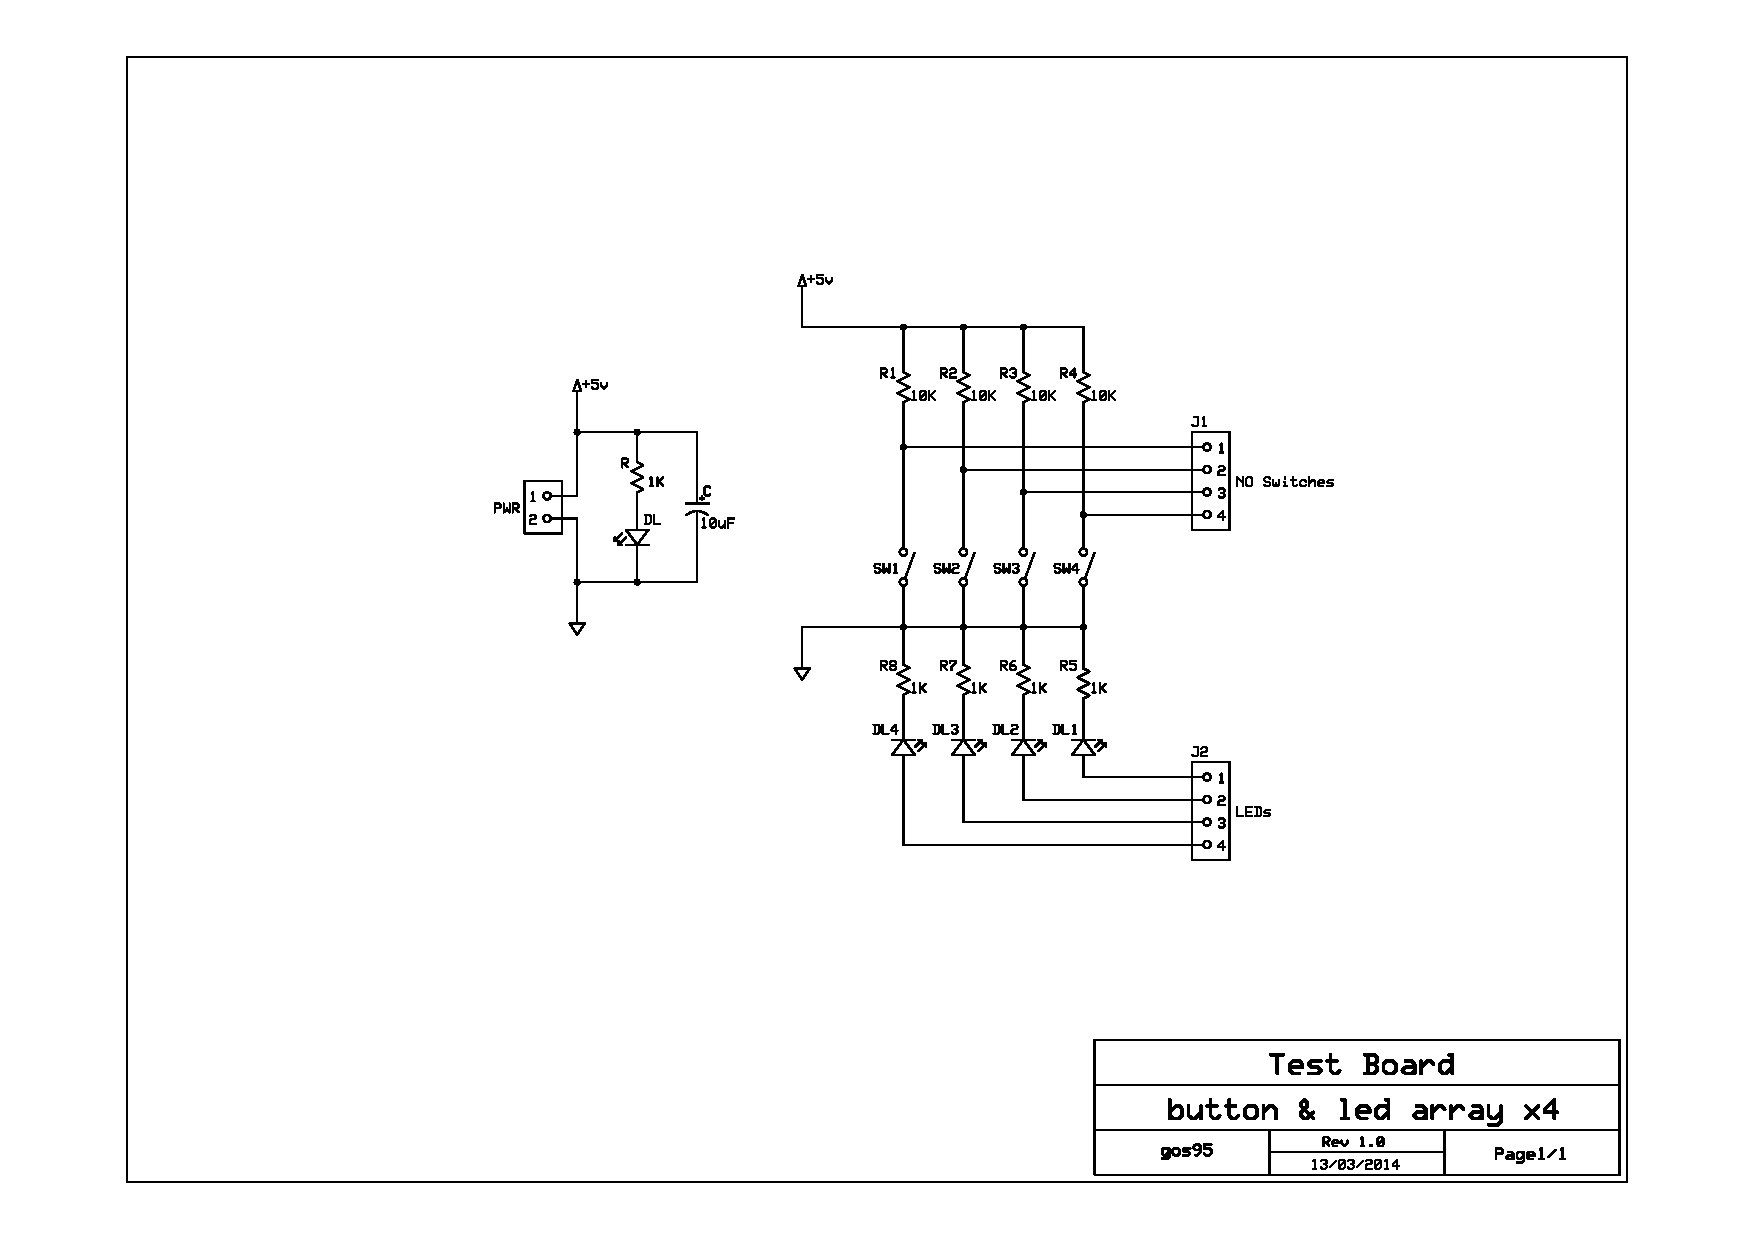 +5v
R1 R2 R3 R4
10K 10K 10K 10K
+5v
J1
1
2
3
4
NO Switches
R
1K
C
+
10uF
DL
PWR
1
2
SW1 SW2 SW3 SW4
R8 R7 R6 R5
1K 1K 1K 1K
DL4 DL3 DL2 DL1
J2
1
2
3
4
LEDs
Test Board
button & led array x4
gos95
Rev 1.0
13/03/2014
Page1/1